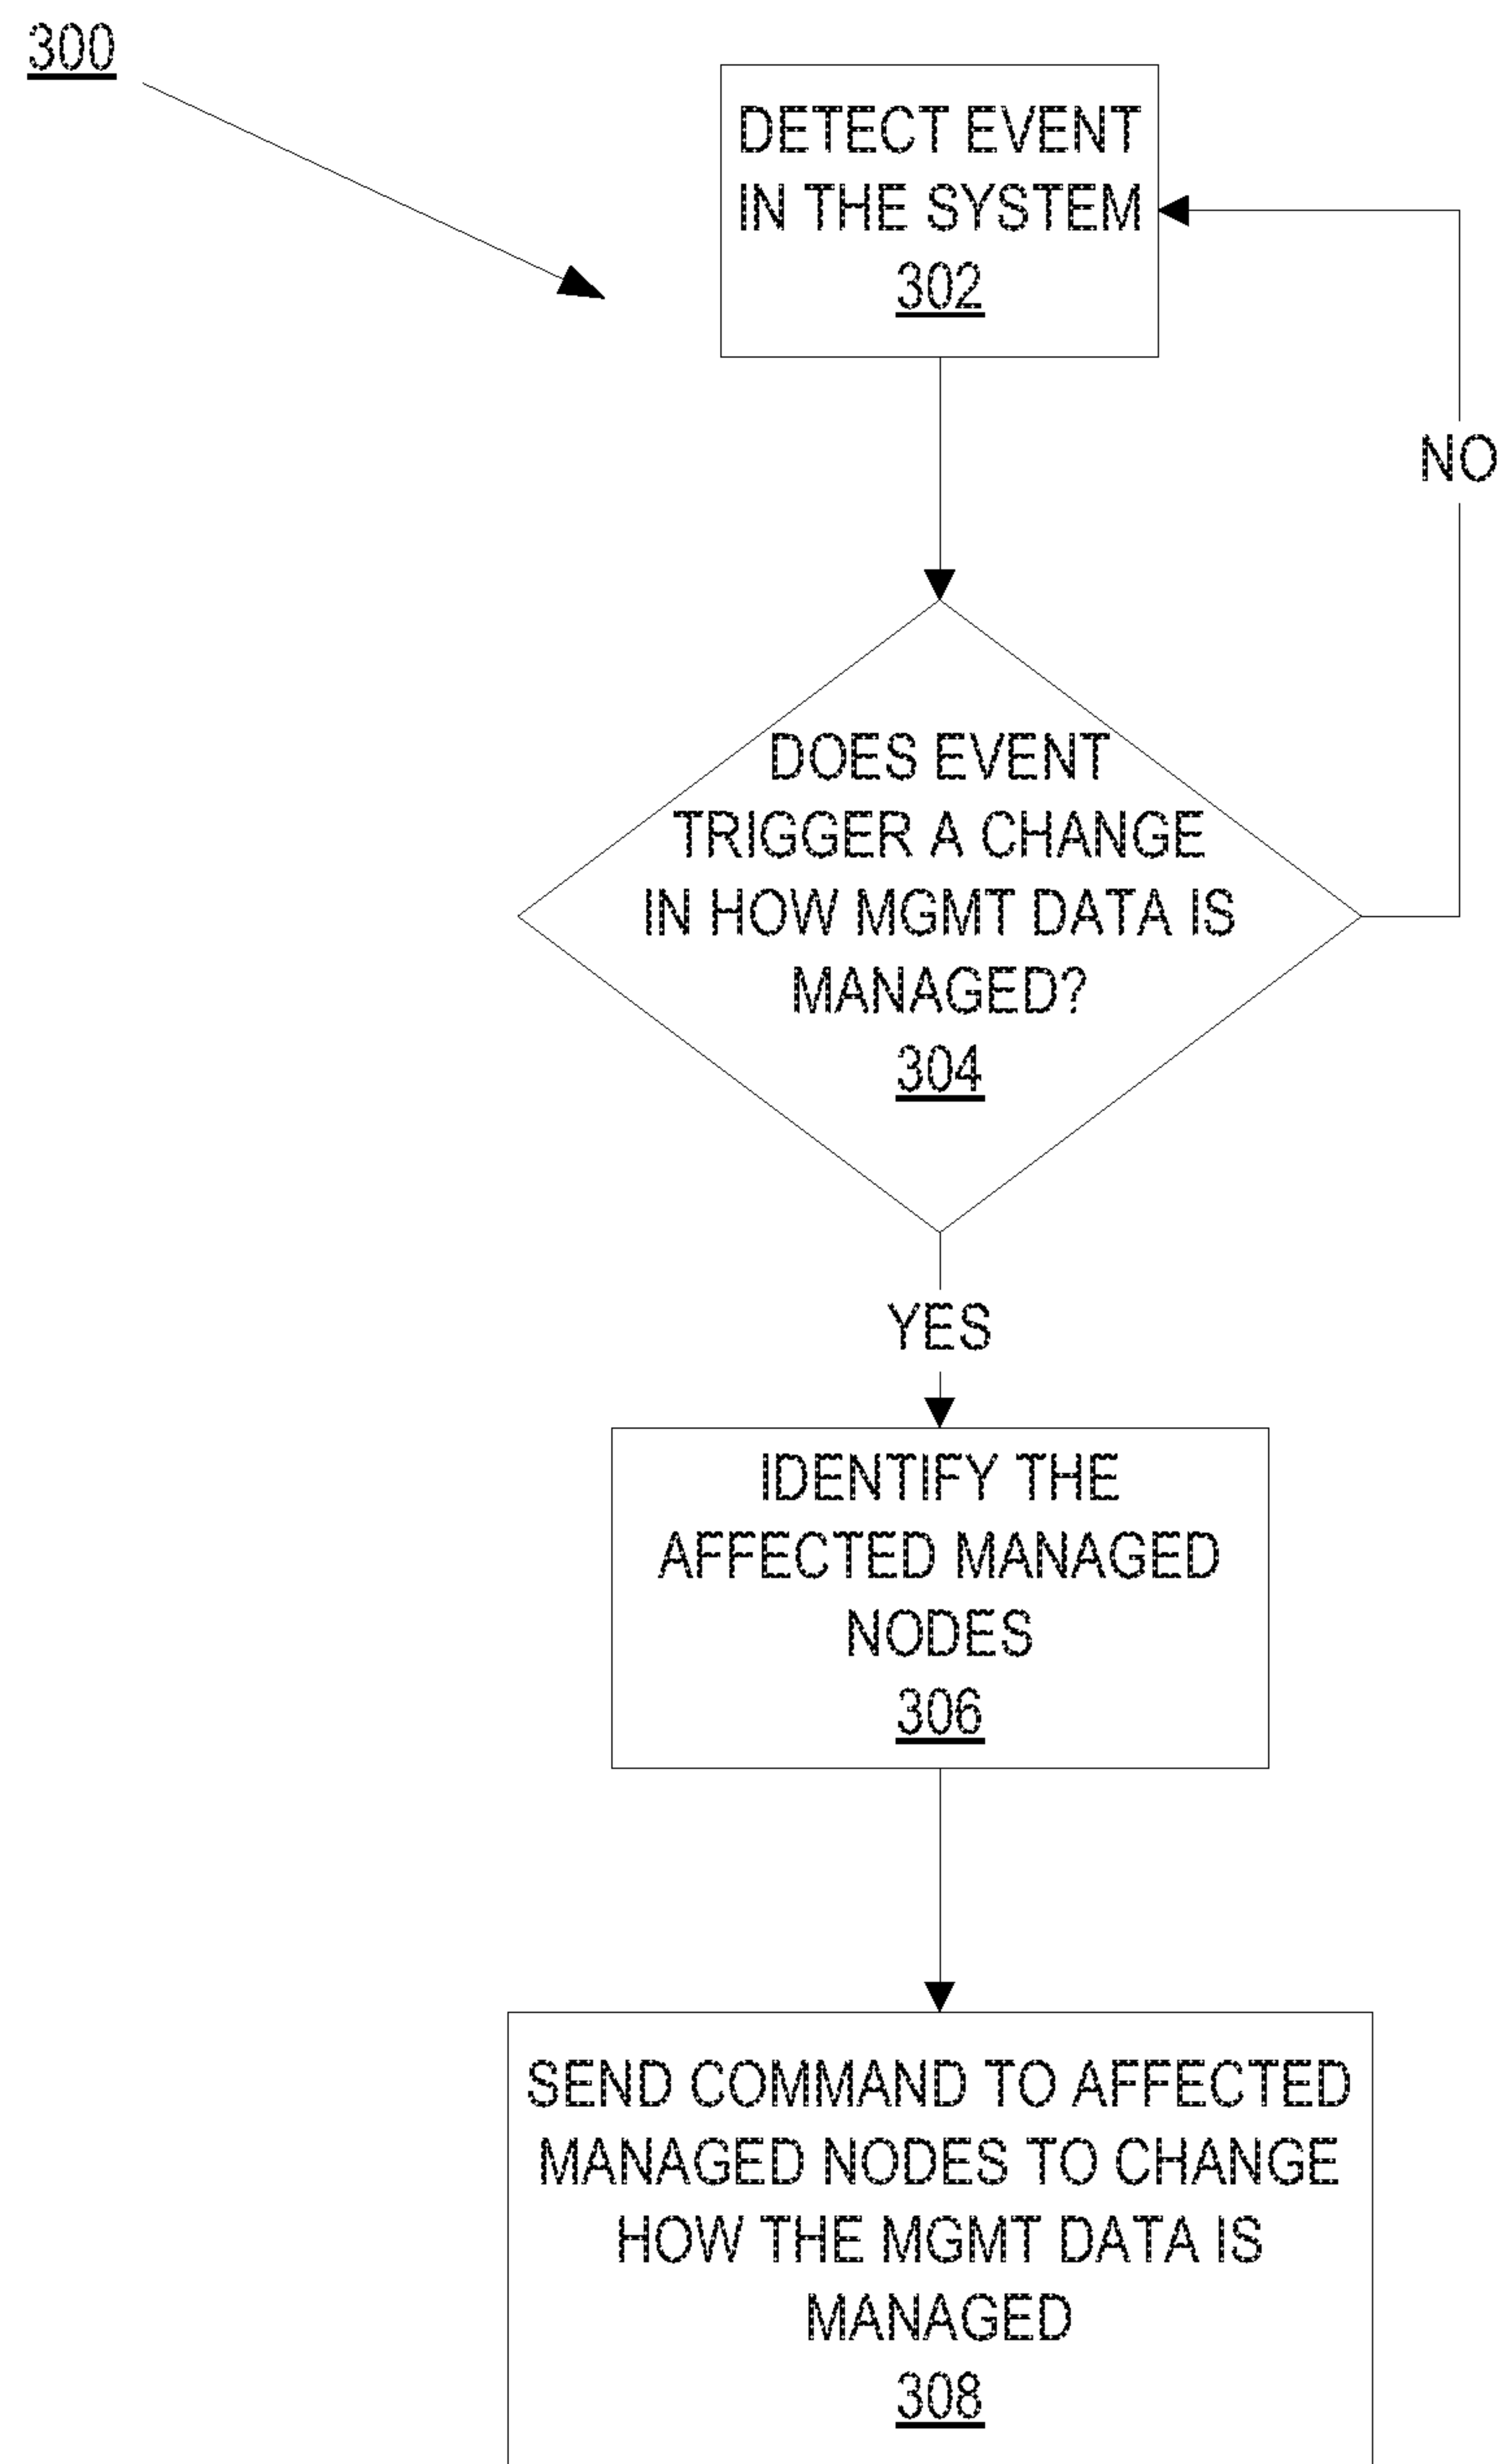 300
DETECT EVENT
IN THE SYSTEM
302
NO
DOES EVENT
TRIGGER A CHANGE
IN HOW MGMT DATA IS
MANAGED?
304
YES
IDENTIFY THE
AFFECTED MANAGED
NODES
306
SEND COMMAND TO AFFECTED
MANAGED NODES TO CHANGE
HOW THE MGMT DATA IS
MANAGED
308